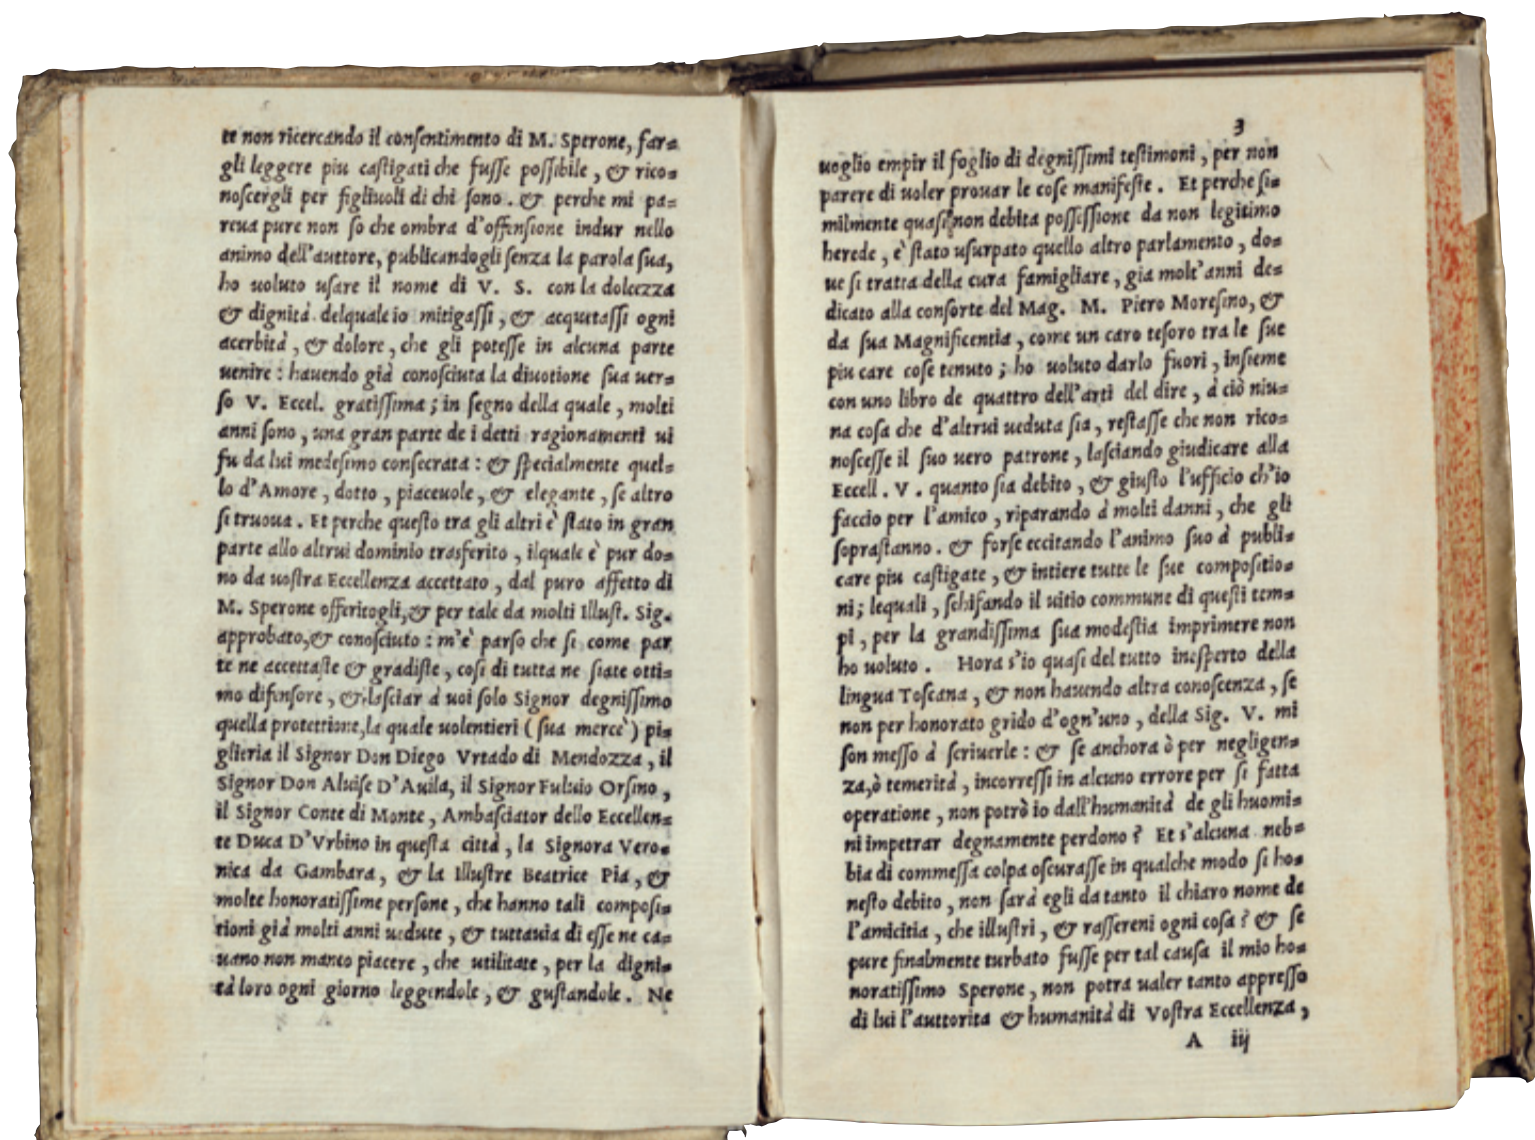 te non ricercando il conſentimento di M. Sperone, far=
gli leggere piu caſtigati che fuſſe poſſibile, & rico=
noſcergli per figliuoli di chi ſono. & perche mi pa=
reua pure non ſo che ombra d'offenſione indur nello
animo dell'auttore, publicandogli ſenza la parola ſua,
ho uoluto uſare il nome di V. S. con la dolcezza
& dignità delquale io mitigaſſi, & acquetaſſi ogni
acerbità, & dolore, che gli poteſſe in alcuna parte
uenire: hauendo già conoſciuta la diuotione ſua uer=
ſo V. Eccel. gratiſſima; in ſegno della quale, molti
anni ſono, una gran parte de i detti ragionamenti ui
fu da lui medeſimo conſecrata: & ſpecialmente quel=
lo d'Amore, dotto, piaceuole, & elegante, ſe altro
ſi truoua. Et perche queſto tra gli altri è ſtato in gran
parte allo altrui dominio trasferito, ilquale è pur do=
no da uoſtra Eccellenza accettato, dal puro affetto di
M. Sperone offeritogli, & per tale da molti Illuſt. Sig.
approbato, & conoſciuto: m'è parſo che ſi come par
te ne accettaſte & gradiſte, coſi di tutta ne ſiate otti=
mo difenſore, & laſciar à uoi ſolo Signor degniſſimo
quella protettione, la quale uolentieri (ſua mercè) pi=
glieria il Signor Don Diego Vrtado di Mendozza, il
Signor Don Aluiſe D'Auila, il Signor Fuluio Orſino,
il Signor Conte di Monte, Ambaſciator dello Eccellen=
te Duca D'Vrbino in queſta città, la Signora Vero=
nica da Gambara, & la Illuſtre Beatrice Pia, &
molte honoratiſſime perſone, che hanno tali compoſi=
tioni già molti anni uedute, & tuttauia di eſſe ne ca=
uano non manco piacere, che utilitate, per la digni=
tà loro ogni giorno leggendole, & guſtandole. Ne
3
uoglio empir il foglio di degniſſimi teſtimoni, per non
parere di uoler prouar le coſe manifeſte. Et perche ſi=
milmente quaſi non debita poſſeſſione da non legitimo
herede, è ſtato uſurpato quello altro parlamento, do=
ue ſi tratta della cura famigliare, gia molt'anni de=
dicato alla conſorte del Mag. M. Piero Moreſino, &
da ſua Magnificentia, come un caro teſoro tra le ſue
piu care coſe tenuto; ho uoluto darlo fuori, inſieme
con uno libro de quattro dell'arti del dire, à ciò niu=
na coſa che d'altrui ueduta ſia, reſtaſſe che non rico=
noſceſſe il ſuo uero patrone, laſciando giudicare alla
Eccell. V. quanto ſia debito, & giuſto l'ufficio ch'io
faccio per l'amico, riparando à molti danni, che gli
ſopraſtanno. & forſe eccitando l'animo ſuo à publi=
care piu caſtigate, & intiere tutte le ſue compoſitio=
ni; lequali, ſchifando il uitio commune di queſti tem=
pi, per la grandiſſima ſua modeſtia imprimere non
ho uoluto. Hora s'io quaſi del tutto ineſperto della
lingua Toſcana, & non hauendo altra conoſcenza, ſe
non per honorato grido d'ogn'uno, della Sig. V. mi
ſon meſſo à ſcriuerle: & ſe anchora ò per negligen=
za, ò temerità, incorreſſi in alcuno errore per ſi fatta
operatione, non potrò io dall'humanità de gli huomi=
ni impetrar degnamente perdono? Et s'alcuna neb=
bia di commeſſa colpa oſcuraſſe in qualche modo ſi ho=
neſto debito, non ſarà egli da tanto il chiaro nome de
l'amicitia, che illuſtri, & raſſereni ogni coſa? & ſe
pure finalmente turbato fuſſe per tal cauſa il mio ho=
noratiſſimo Sperone, non potra ualer tanto appreſſo
di lui l'auttorita & humanità di Voſtra Eccellenza,
A iij